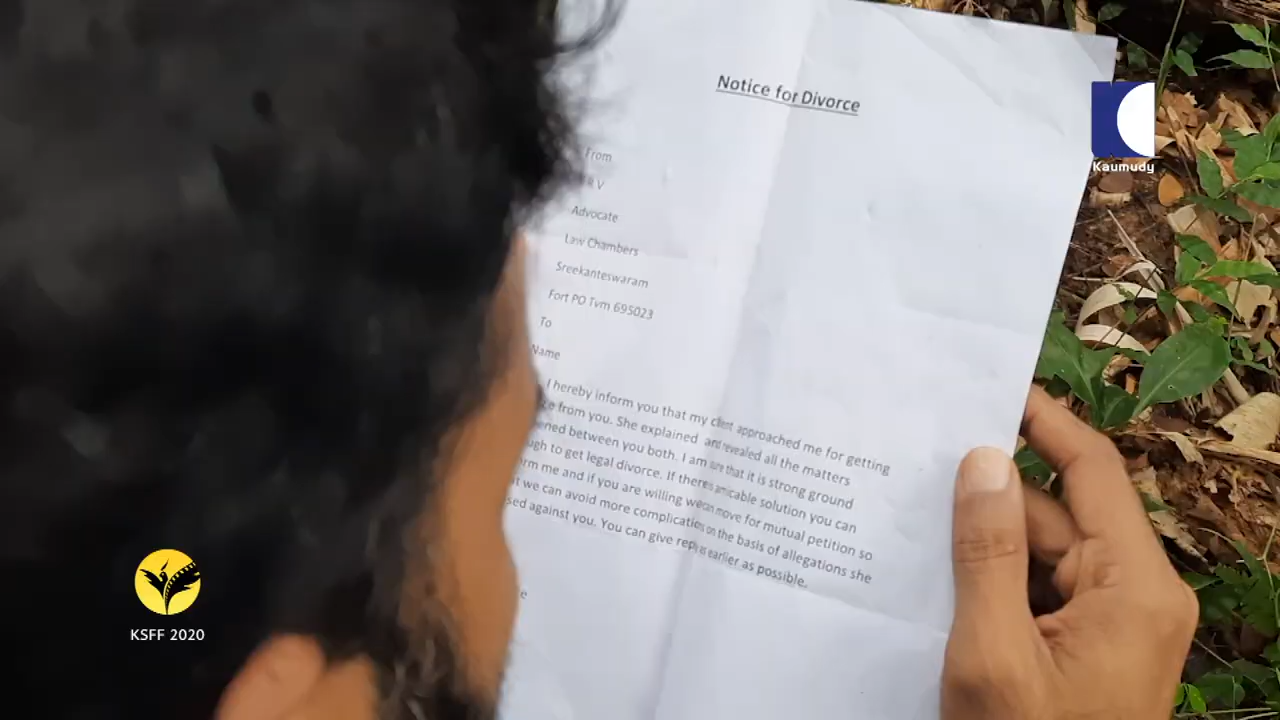 Notice for Divorce
Kaumudy
From
R V
Advocate
Law Chambers
Sreekanteswaram
Fort PO Tvm 695023
To
Name
I hereby inform you that my client approached me for getting
from you. She explained and revealed all the matters
between you both. I am sure that it is strong ground
to get legal divorce. If there's amicable solution you can
me and if you are willing we can move for mutual petition so
we can avoid more complication on the basis of allegations she
against you. You can give reply as earlier as possible.
KSFF 2020